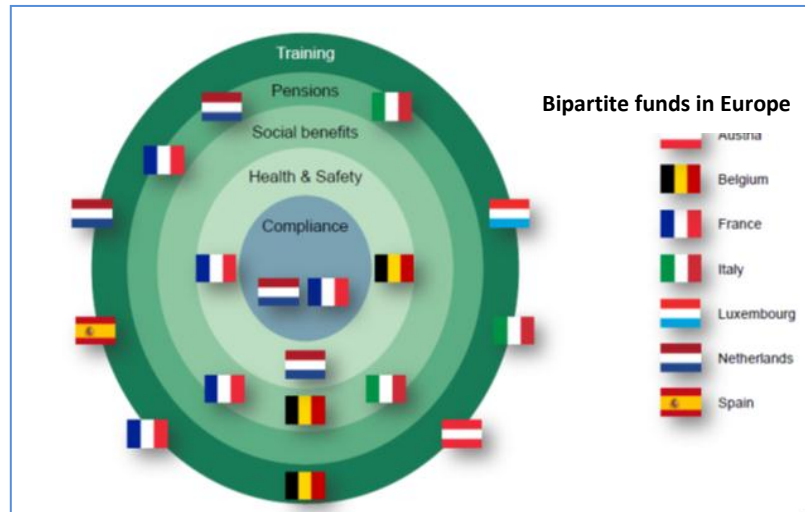 Training
Pensions
Social benefits
Health & Safety
Compliance
Bipartite funds in Europe
Austria
Belgium
France
Italy
Luxembourg
Netherlands
Spain